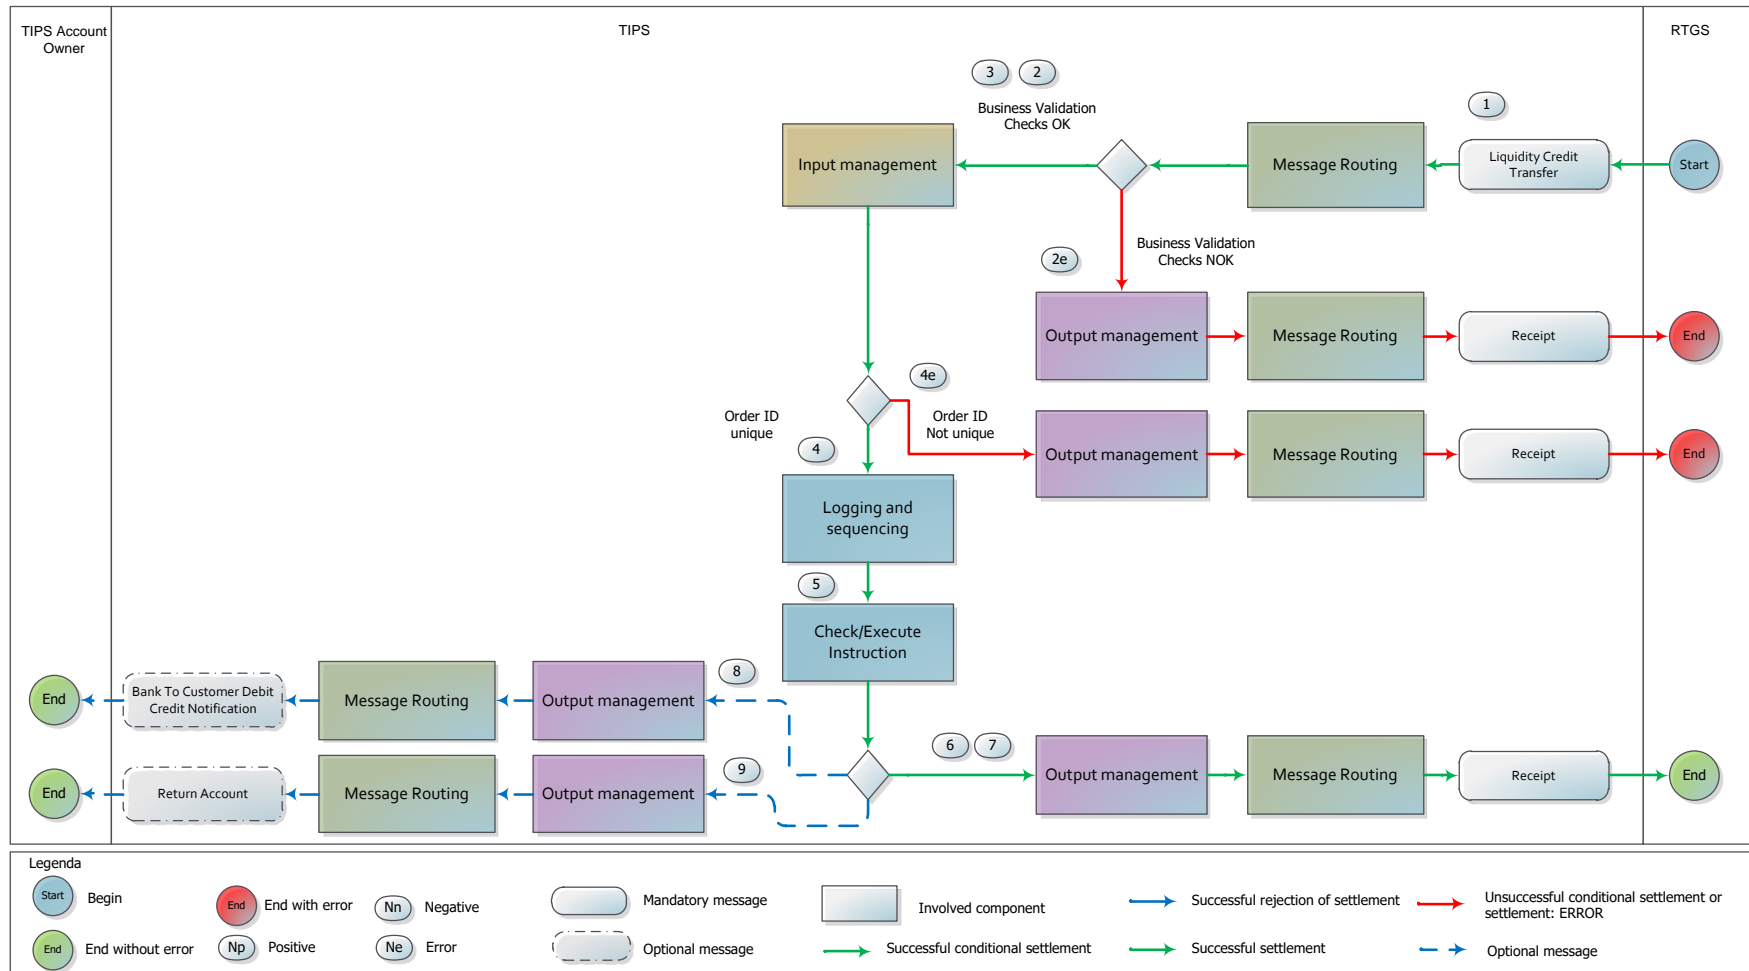 TIPS Account
Owner
TIPS
RTGS
3
2
1
Business Validation
Checks OK
Input management
Message Routing
Liquidity Credit
Transfer
Start
Business Validation
Checks NOK
2e
Output management
Message Routing
Receipt
End
4e
Order ID
unique
Order ID
Not unique
4
Output management
Message Routing
Receipt
End
Logging and
sequencing
5
Check/Execute
Instruction
8
End
Bank To Customer Debit
Credit Notification
Message Routing
Output management
6
7
9
End
Return Account
Message Routing
Output management
Output management
Message Routing
Receipt
End
Legenda
Start
Begin
End
End with error
Nn
Negative
Mandatory message
Involved component
Successful rejection of settlement
Unsuccessful conditional settlement or
settlement: ERROR
End
End without error
Np
Positive
Ne
Error
Optional message
Successful conditional settlement
Successful settlement
Optional message